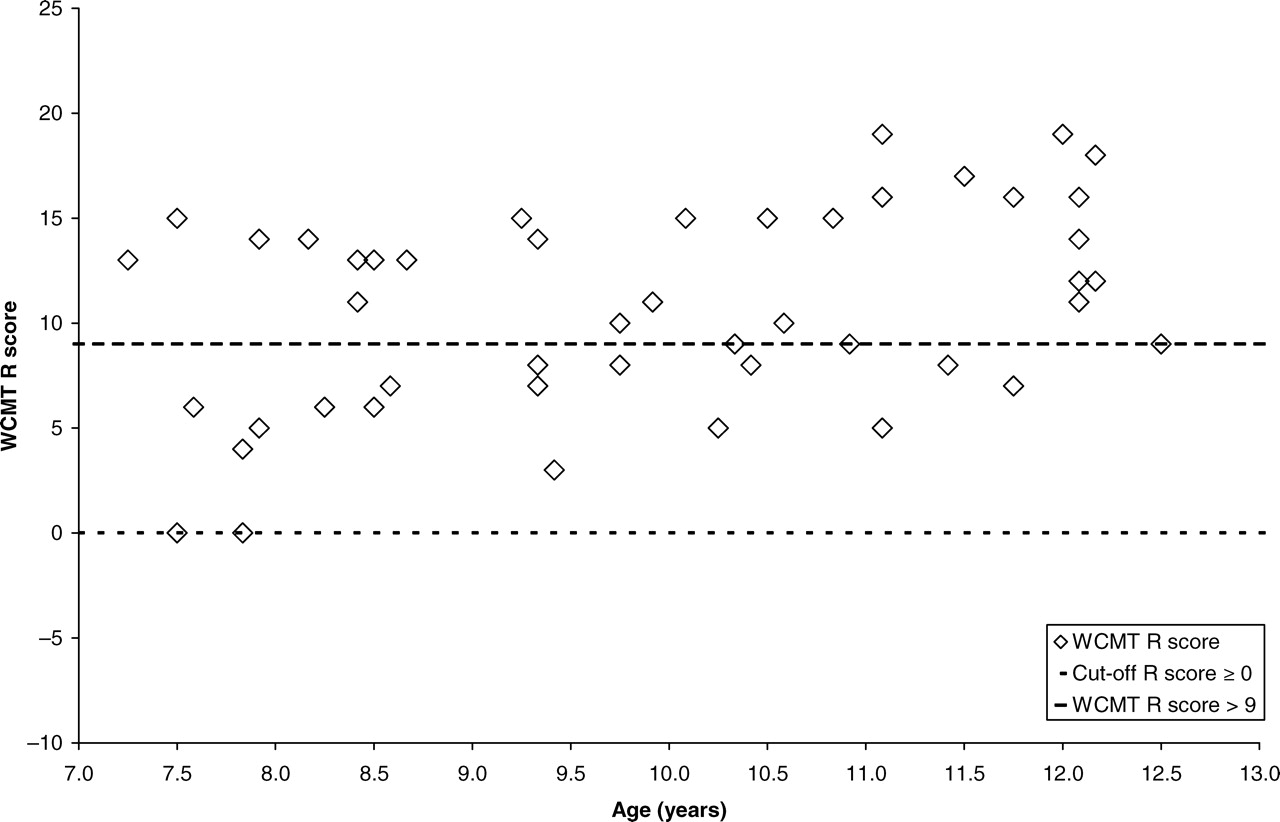 25
20
15
10
5
0
−5
−10
WCMT R score
7.0 7.5 8.0 8.5 9.0 9.5 10.0 10.5 11.0 11.5 12.0 12.5 13.0
Age (years)
WCMT R score
Cut-off R score ≥ 0
WCMT R score > 9